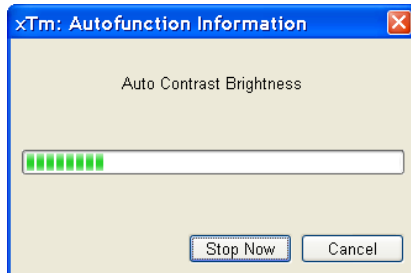 xTm: Autofunction Information
Auto Contrast Brightness
Stop Now
Cancel